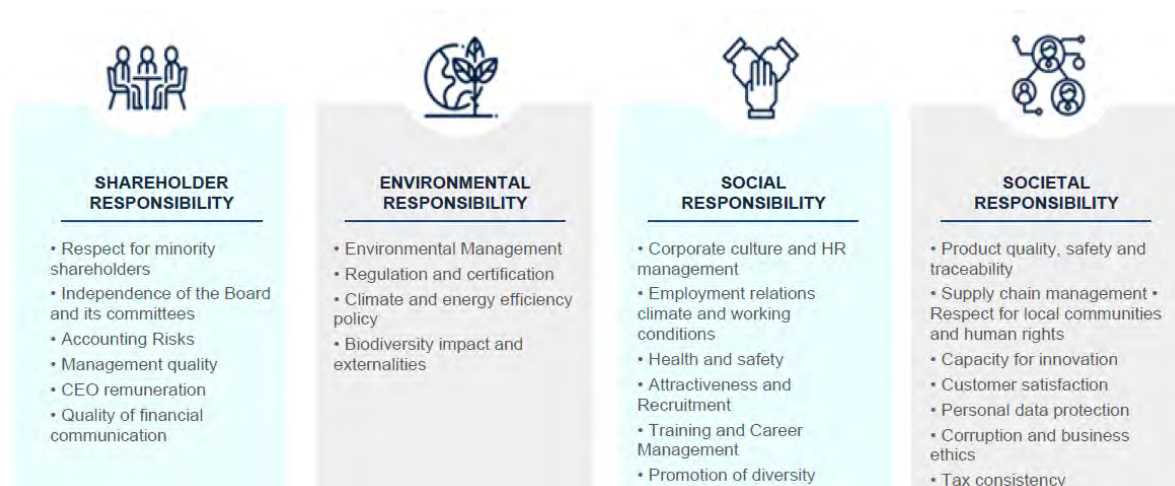 SHAREHOLDER
RESPONSIBILITY
• Respect for minority
shareholders
• Independence of the Board
and its committees
• Accounting Risks
• Management quality
• CEO remuneration
• Quality of financial
communication
ENVIRONMENTAL
RESPONSIBILITY
• Environmental Management
• Regulation and certification
• Climate and energy efficiency
policy
• Biodiversity impact and
externalities
SOCIAL
RESPONSIBILITY
• Corporate culture and HR
management
• Employment relations
climate and working
conditions
• Health and safety
• Attractiveness and
Recruitment
• Training and Career
Management
• Promotion of diversity
SOCIETAL
RESPONSIBILITY
• Product quality, safety and
traceability
• Supply chain management •
Respect for local communities
and human rights
• Capacity for innovation
• Customer satisfaction
• Personal data protection
• Corruption and business
ethics
• Tax consistency